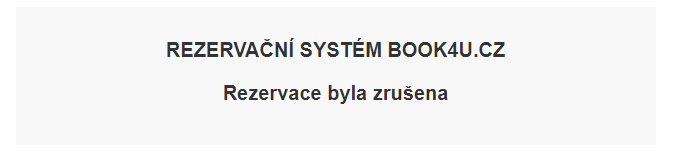 REZERVAČNÍ SYSTÉM BOOK4U.CZ
Rezervace byla zrušena